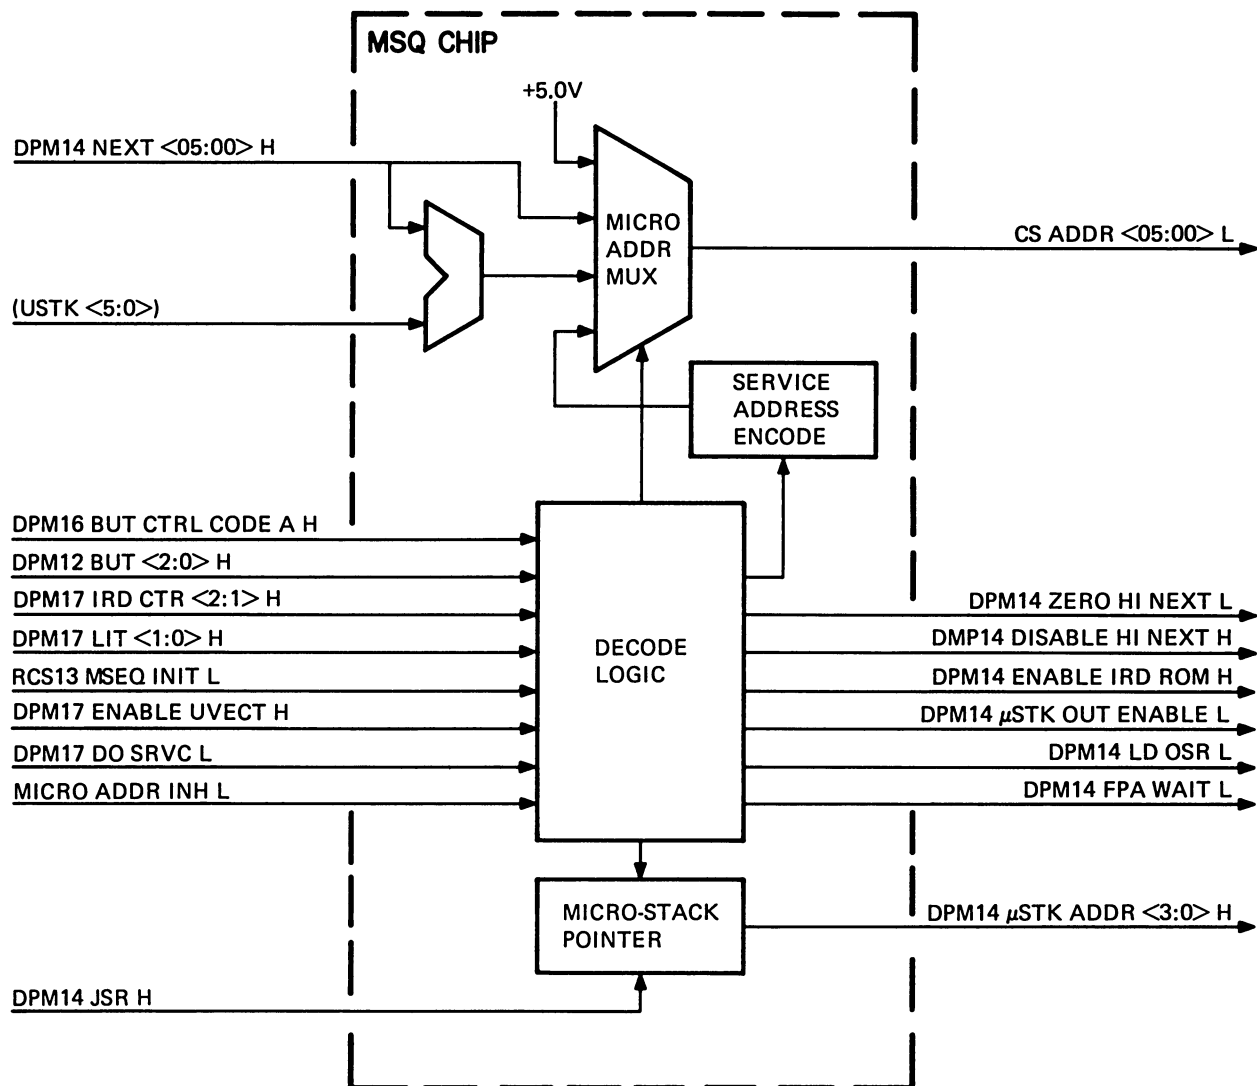 MSQ CHIP
+5.0V
DPM14 NEXT <05:00> H
MICRO
ADDR
MUX
CS ADDR <05:00> L
(USTK <5:0>)
SERVICE
ADDRESS
ENCODE
DPM16 BUT CTRL CODE A H
DPM12 BUT <2:0> H
DPM17 IRD CTR <2:1> H
DPM17 LIT <1:0> H
RCS13 MSEQ INIT L
DPM17 ENABLE UVECT H
DPM17 DO SRVC L
MICRO ADDR INH L
DECODE
LOGIC
DPM14 ZERO HI NEXT L
DMP14 DISABLE HI NEXT H
DPM14 ENABLE IRD ROM H
DPM14 μSTK OUT ENABLE L
DPM14 LD OSR L
DPM14 FPA WAIT L
MICRO-STACK
POINTER
DPM14 μSTK ADDR <3:0> H
DPM14 JSR H